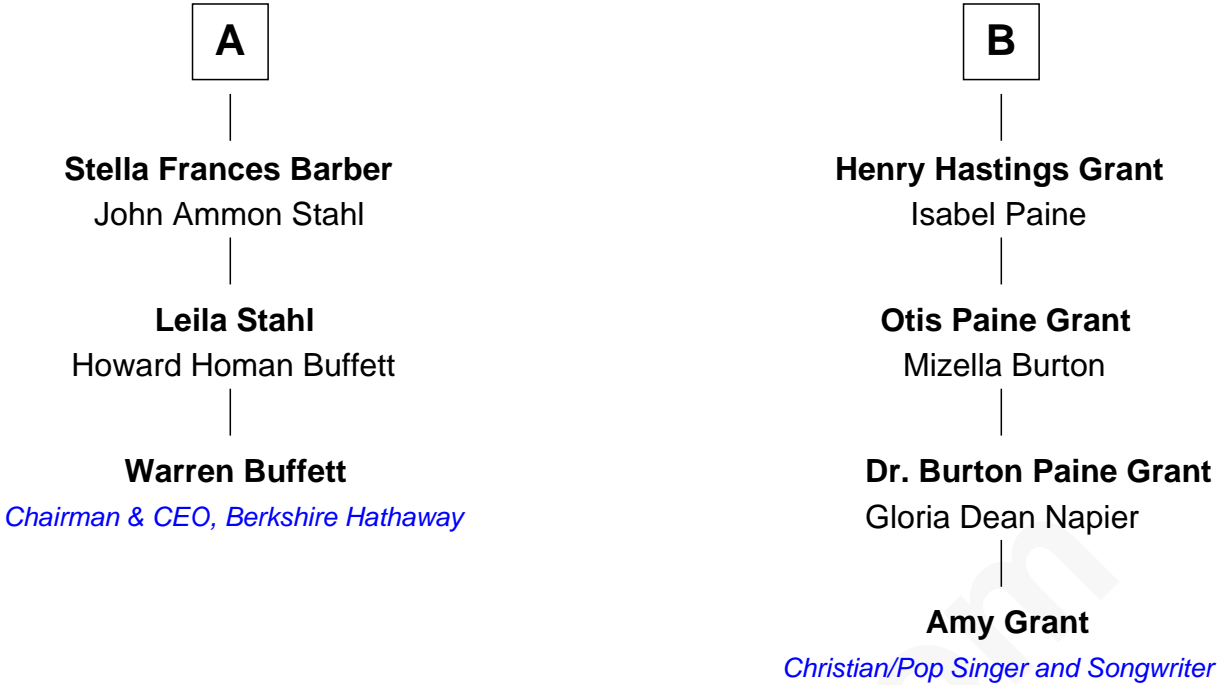 A
Stella Frances Barber
John Ammon Stahl
Leila Stahl
Howard Homan Buffett
Warren Buffett
Chairman & CEO, Berkshire Hathaway
B
Henry Hastings Grant
Isabel Paine
Otis Paine Grant
Mizella Burton
Dr. Burton Paine Grant
Gloria Dean Napier
Amy Grant
Christian/Pop Singer and Songwriter